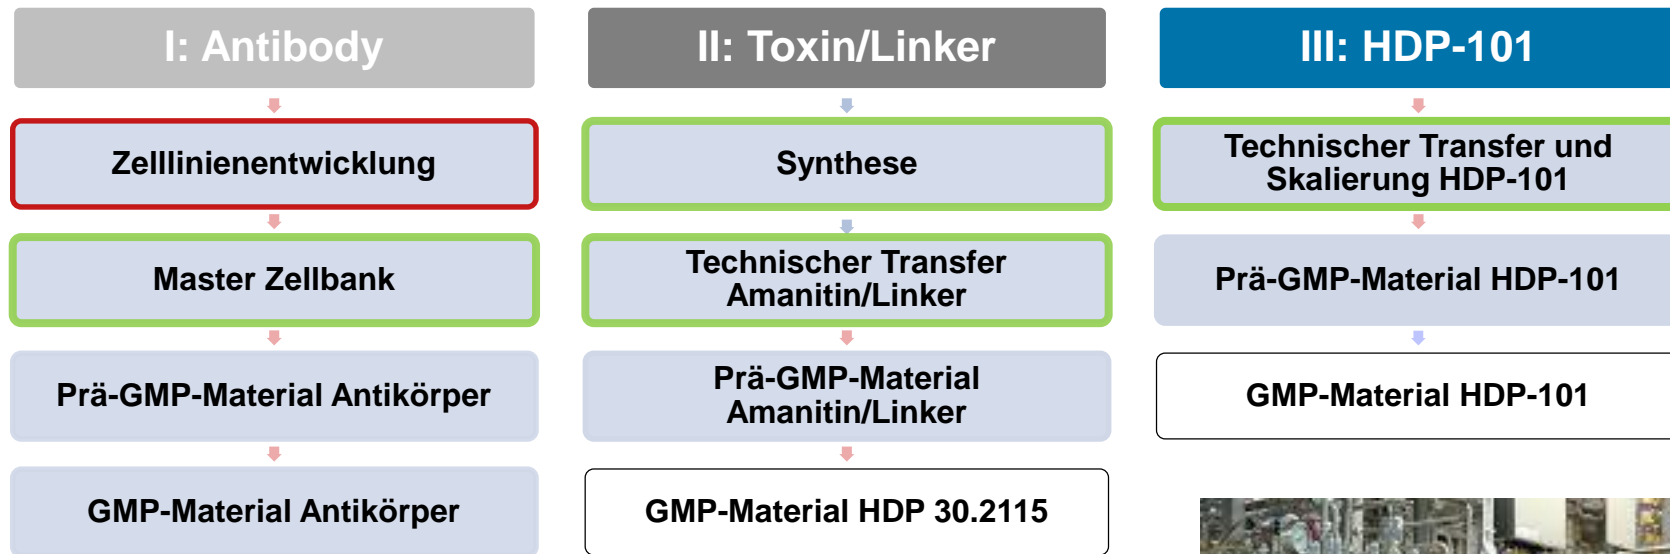 I: Antibody
Zelllinienentwicklung
Master Zellbank
Prä-GMP-Material Antikörper
GMP-Material Antikörper
II: Toxin/Linker
Synthese
Technischer Transfer
Amanitin/Linker
Prä-GMP-Material
Amanitin/Linker
GMP-Material HDP 30.2115
III: HDP-101
Technischer Transfer und
Skalierung HDP-101
Prä-GMP-Material HDP-101
GMP-Material HDP-101